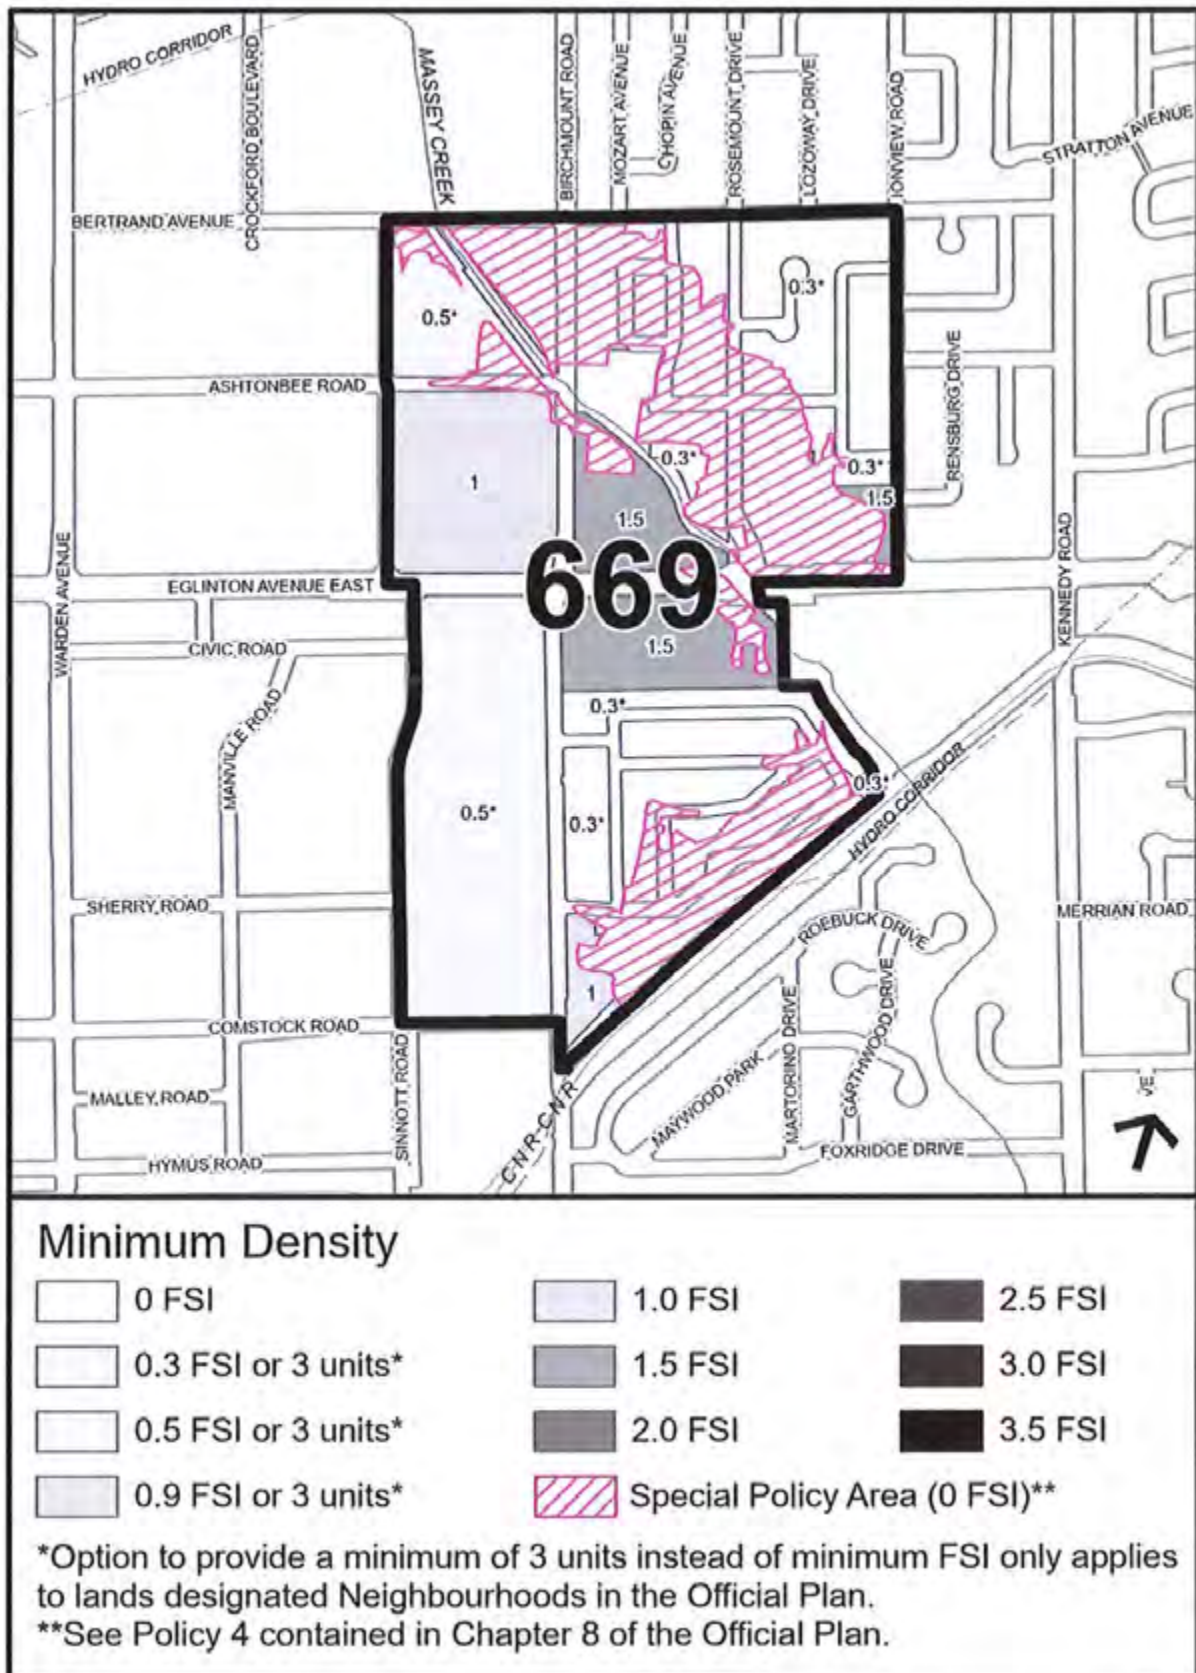 HYDRO CORRIDOR
CROCKFORD BOULEVARD
MASSEY CREEK
BIRCHMOUNT ROAD
MOZART AVENUE
CHOPIN AVENUE
ROSEMOUNT DRIVE
LOZOWAY DRIVE
IONVIEW ROAD
STRATTON AVENUE
BERTRAND AVENUE
0.3*
0.5*
ASHTONBEE ROAD
RENSBURG DRIVE
0.3*
0.3*
1
1.5
1.5
WARDEN AVENUE
KENNEDY ROAD
669
EGLINTON AVENUE EAST
CIVIC ROAD
1.5
MANVILLE ROAD
0.3*
0.3*
0.5*
0.3*
HYDRO CORRIDOR
SHERRY ROAD
MERRIAN ROAD
ROEBUCK DRIVE
1
GARTHWOOD DRIVE
MARTORINO DRIVE
COMSTOCK ROAD
SINNOTT ROAD
MALLEY ROAD
MAYWOOD PARK
CNR-CNR
VE
HYMUS ROAD
FOXRIDGE DRIVE
Minimum Density
0 FSI
0.3 FSI or 3 units*
0.5 FSI or 3 units*
0.9 FSI or 3 units*
1.0 FSI
1.5 FSI
2.0 FSI
2.5 FSI
3.0 FSI
3.5 FSI
Special Policy Area (0 FSI)**
*Option to provide a minimum of 3 units instead of minimum FSI only applies
to lands designated Neighbourhoods in the Official Plan.
**See Policy 4 contained in Chapter 8 of the Official Plan.